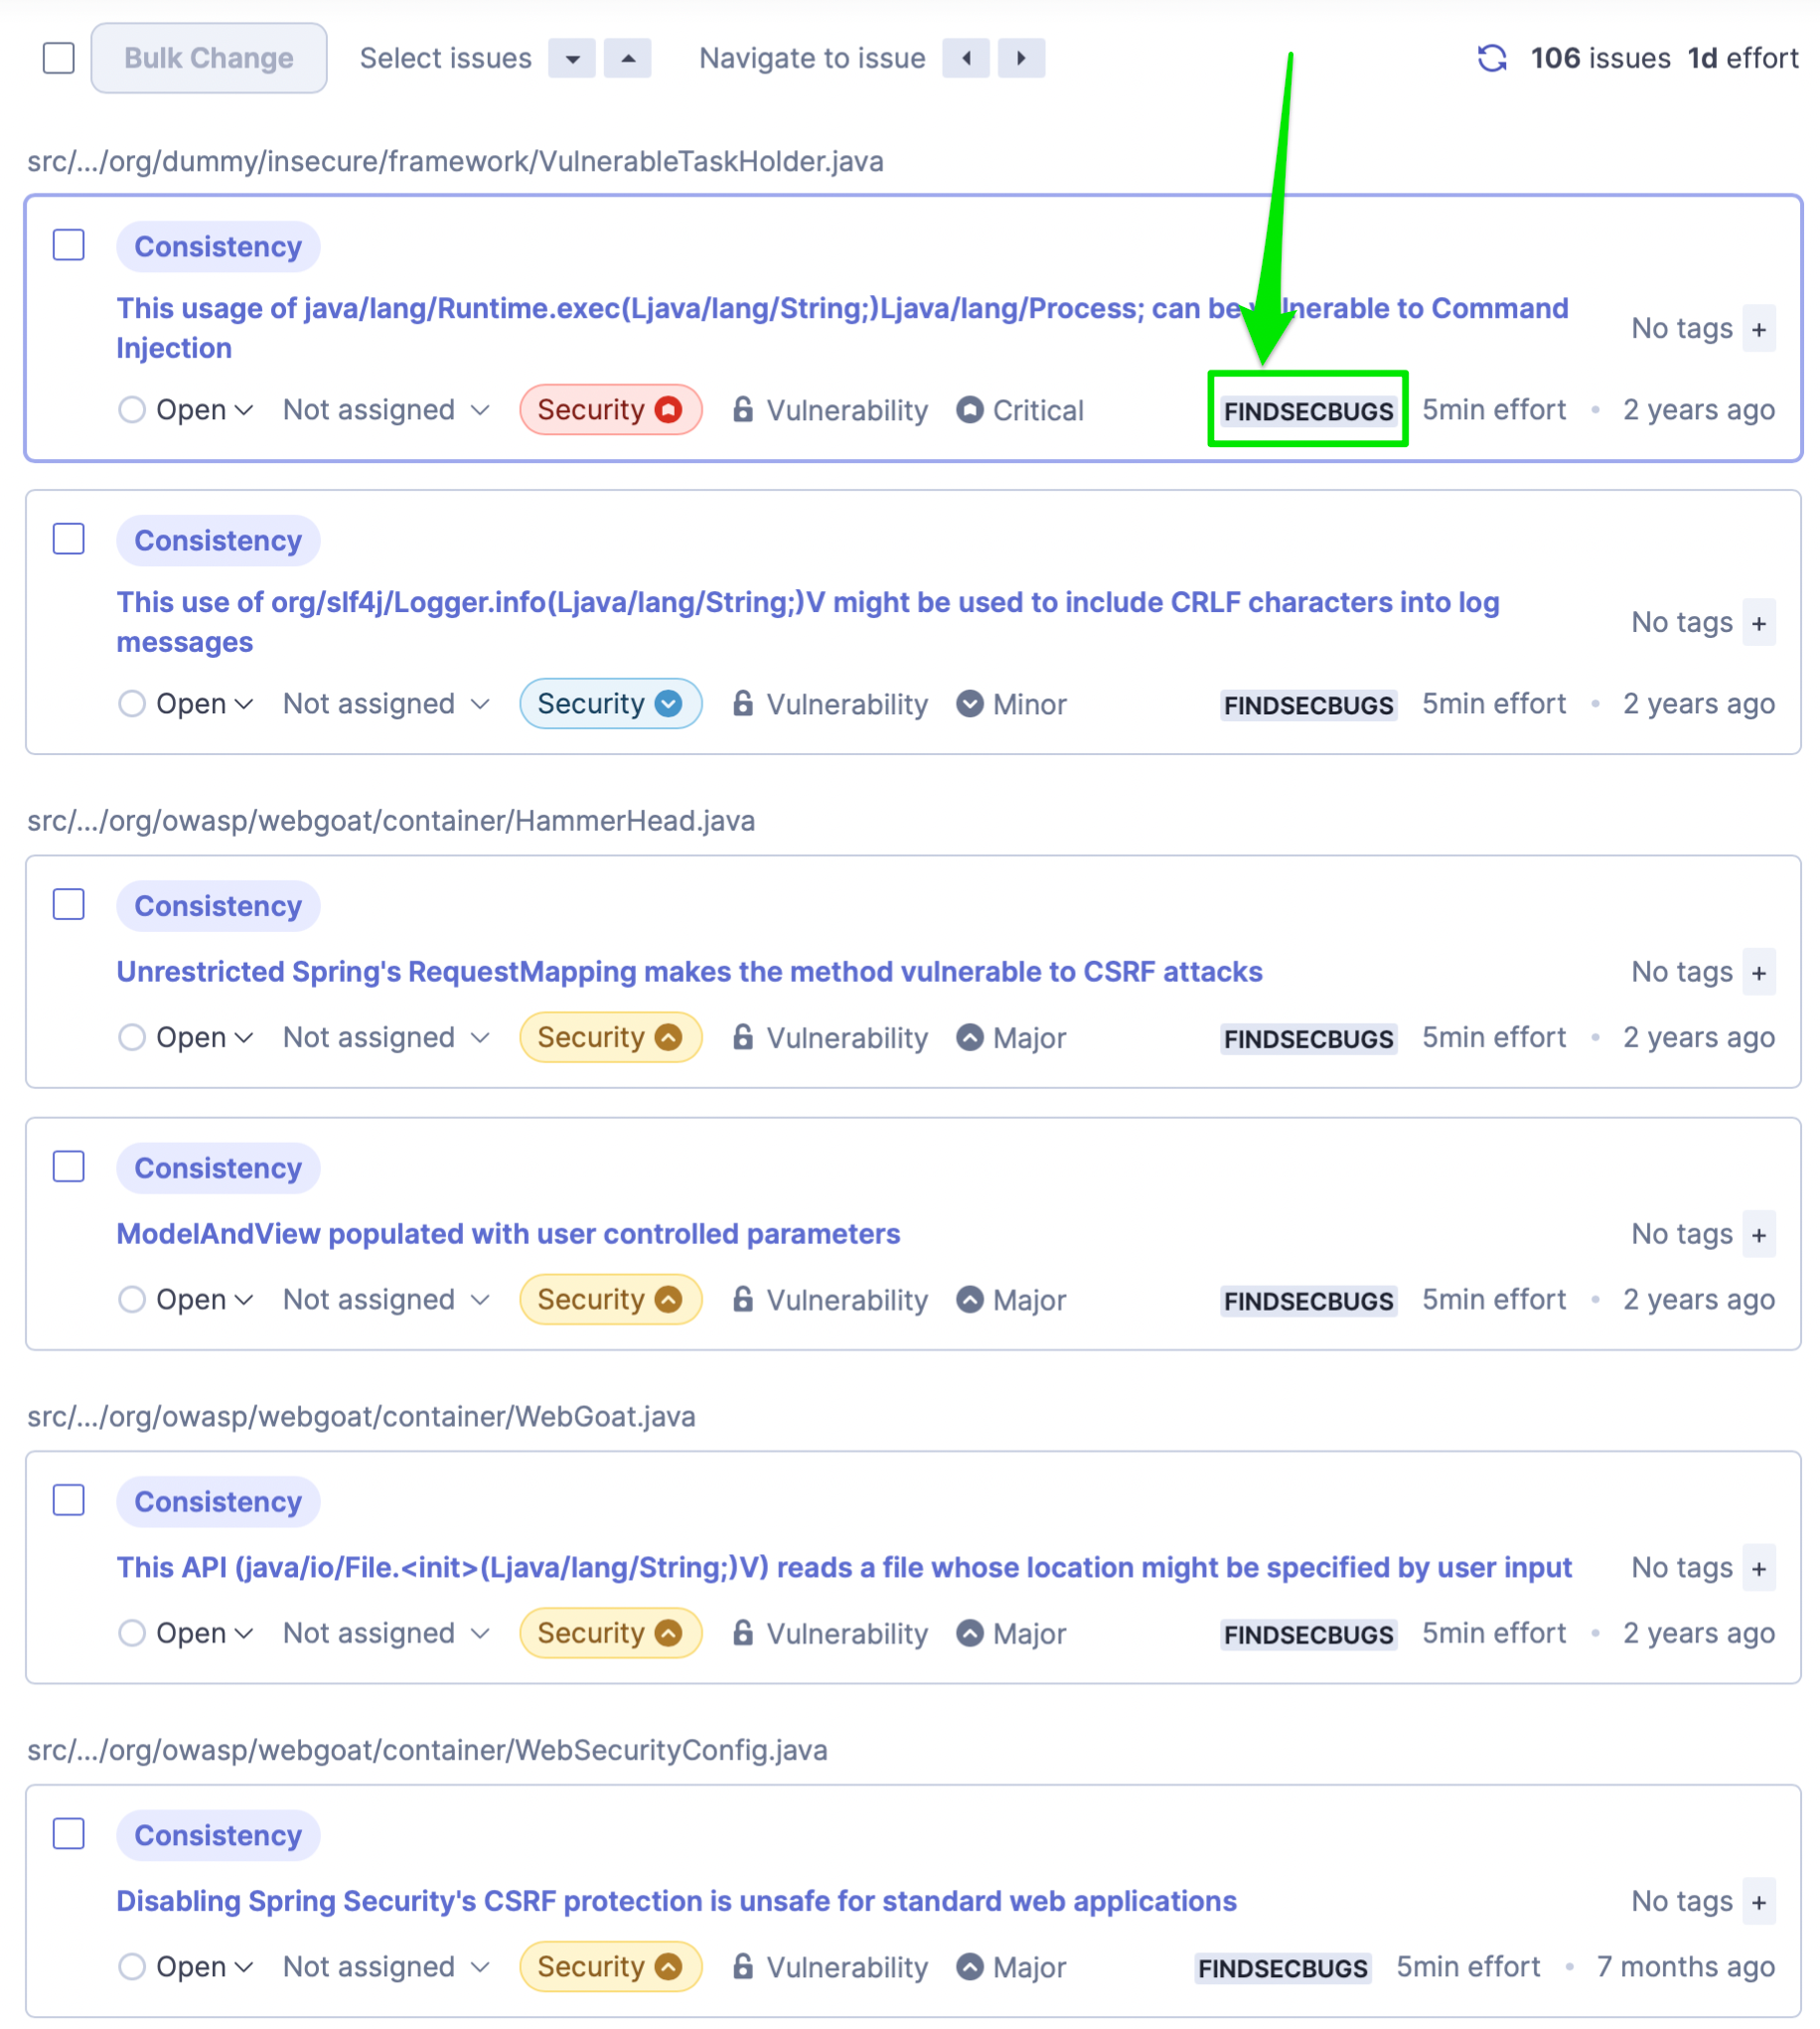 Bulk Change Select issues Navigate to issue 106 issues 1d effort
src/.../org/dummy/insecure/framework/VulnerableTaskHolder.java
Consistency
This usage of java/lang/Runtime.exec(Ljava/lang/String;)Ljava/lang/Process; can be vulnerable to Command
Injection
No tags +
Open Not assigned Security Vulnerability Critical FINDSECBUGS 5min effort • 2 years ago
Consistency
This use of org/slf4j/Logger.info(Ljava/lang/String;)V might be used to include CRLF characters into log
messages
No tags +
Open Not assigned Security Vulnerability Minor FINDSECBUGS 5min effort • 2 years ago
src/.../org/owasp/webgoat/container/HammerHead.java
Consistency
Unrestricted Spring's RequestMapping makes the method vulnerable to CSRF attacks No tags +
Open Not assigned Security Vulnerability Major FINDSECBUGS 5min effort • 2 years ago
Consistency
ModelAndView populated with user controlled parameters No tags +
Open Not assigned Security Vulnerability Major FINDSECBUGS 5min effort • 2 years ago
src/.../org/owasp/webgoat/container/WebGoat.java
Consistency
This API (java/io/File.<init>(Ljava/lang/String;)V) reads a file whose location might be specified by user input No tags +
Open Not assigned Security Vulnerability Major FINDSECBUGS 5min effort • 2 years ago
src/.../org/owasp/webgoat/container/WebSecurityConfig.java
Consistency
Disabling Spring Security's CSRF protection is unsafe for standard web applications No tags +
Open Not assigned Security Vulnerability Major FINDSECBUGS 5min effort • 7 months ago